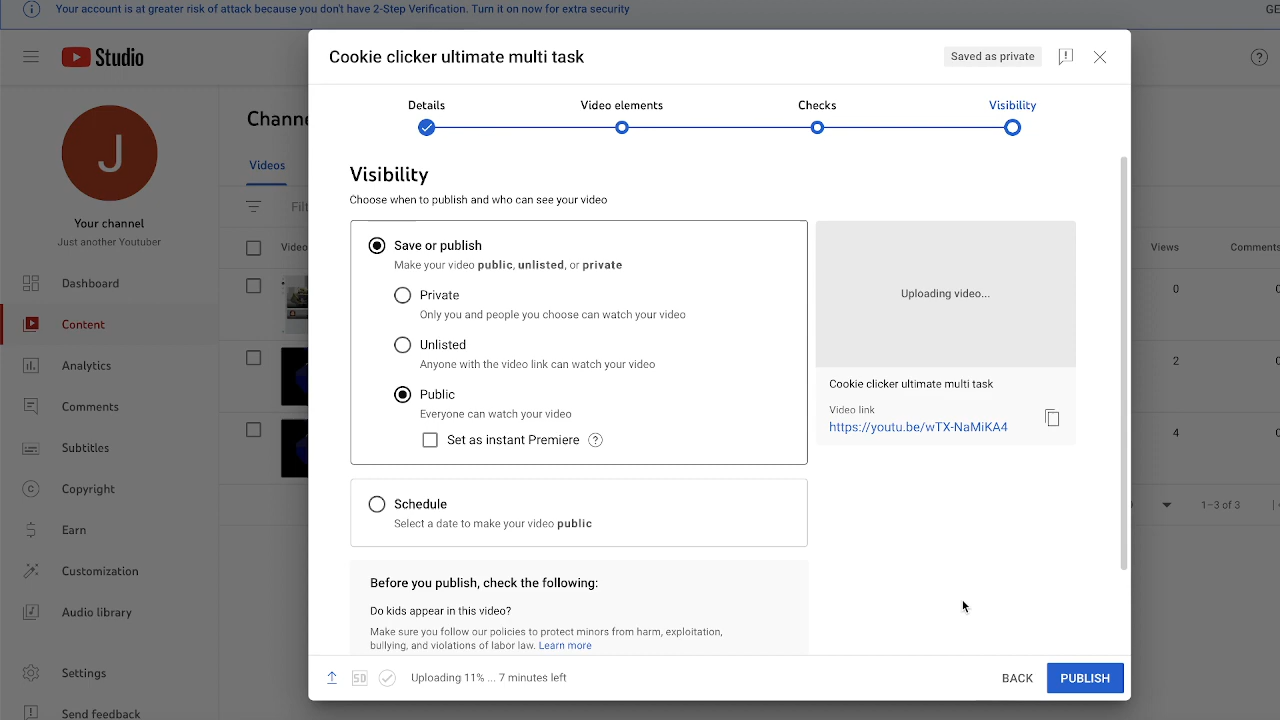 Your account is at greater risk of attack because you don't have 2-Step Verification. Turn it on now for extra security
Studio
Cookie clicker ultimate multi task
Saved as private
Details
Video elements
Checks
Visibility
J
Your channel
Just another Youtuber
Dashboard
Content
Analytics
Comments
Subtitles
Copyright
Earn
Customization
Audio library
Settings
Send feedback
Videos
Views
Comments
0
2
4
1–3 of 3
Visibility
Choose when to publish and who can see your video
Save or publish
Make your video public, unlisted, or private
Private
Only you and people you choose can watch your video
Unlisted
Anyone with the video link can watch your video
Public
Everyone can watch your video
Set as instant Premiere
Schedule
Select a date to make your video public
Before you publish, check the following:
Do kids appear in this video?
Make sure you follow our policies to protect minors from harm, exploitation,
bullying, and violations of labor law. Learn more
Uploading video...
Cookie clicker ultimate multi task
Video link
https://youtu.be/wTX-NaMiKA4
SD
Uploading 11% ... 7 minutes left
BACK
PUBLISH